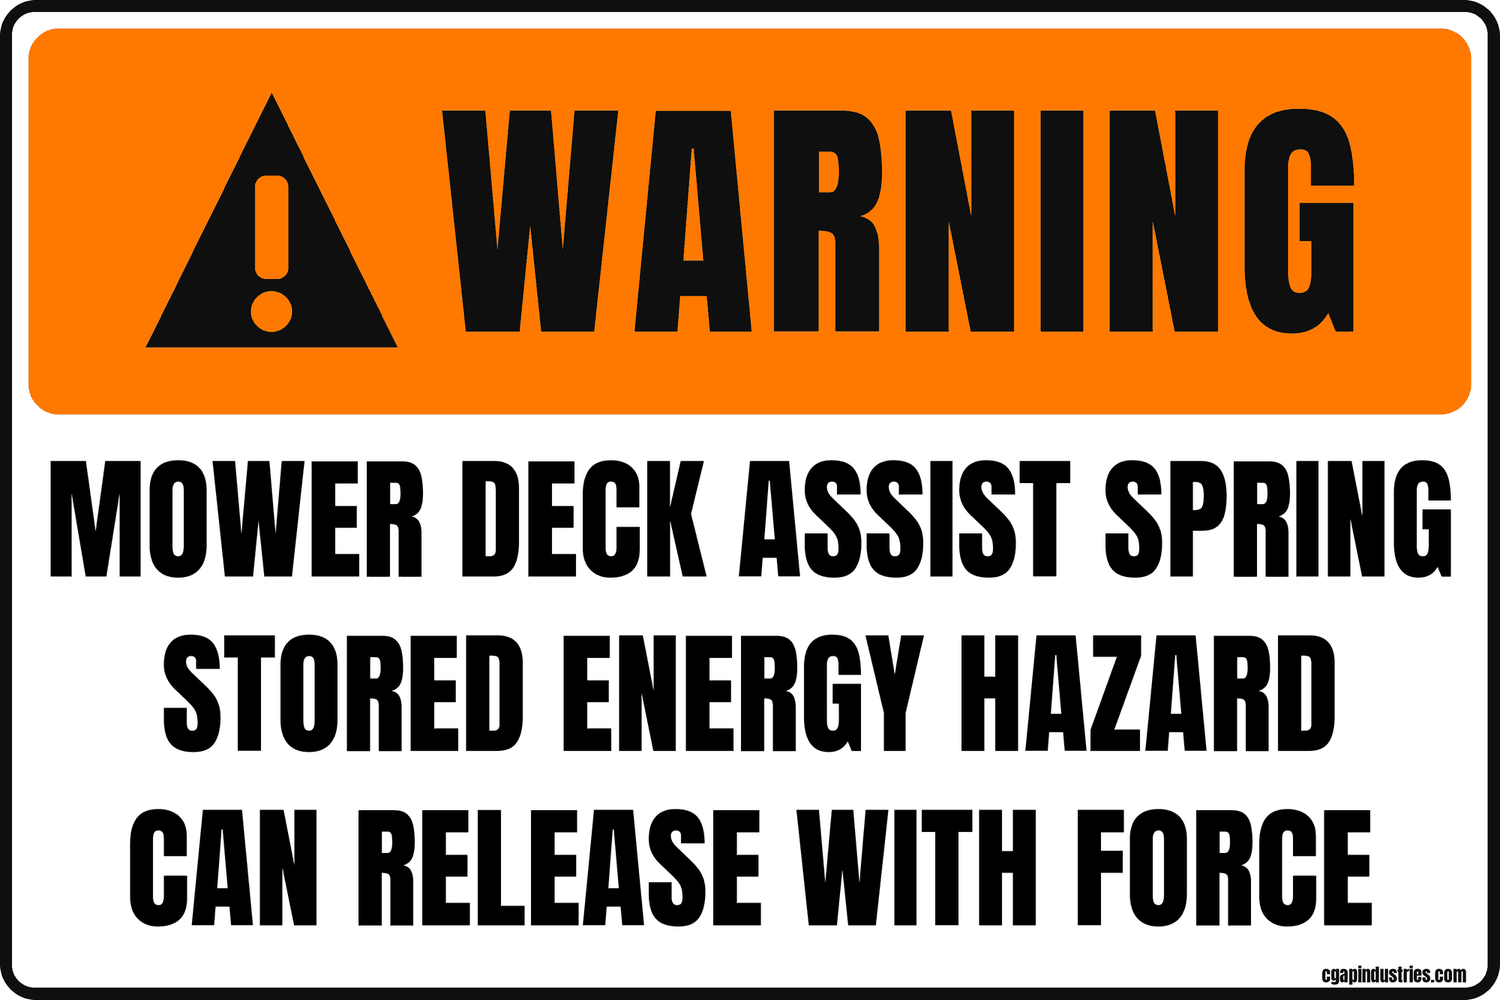 WARNING
MOWER DECK ASSIST SPRING
STORED ENERGY HAZARD
CAN RELEASE WITH FORCE
cgapindustries.com